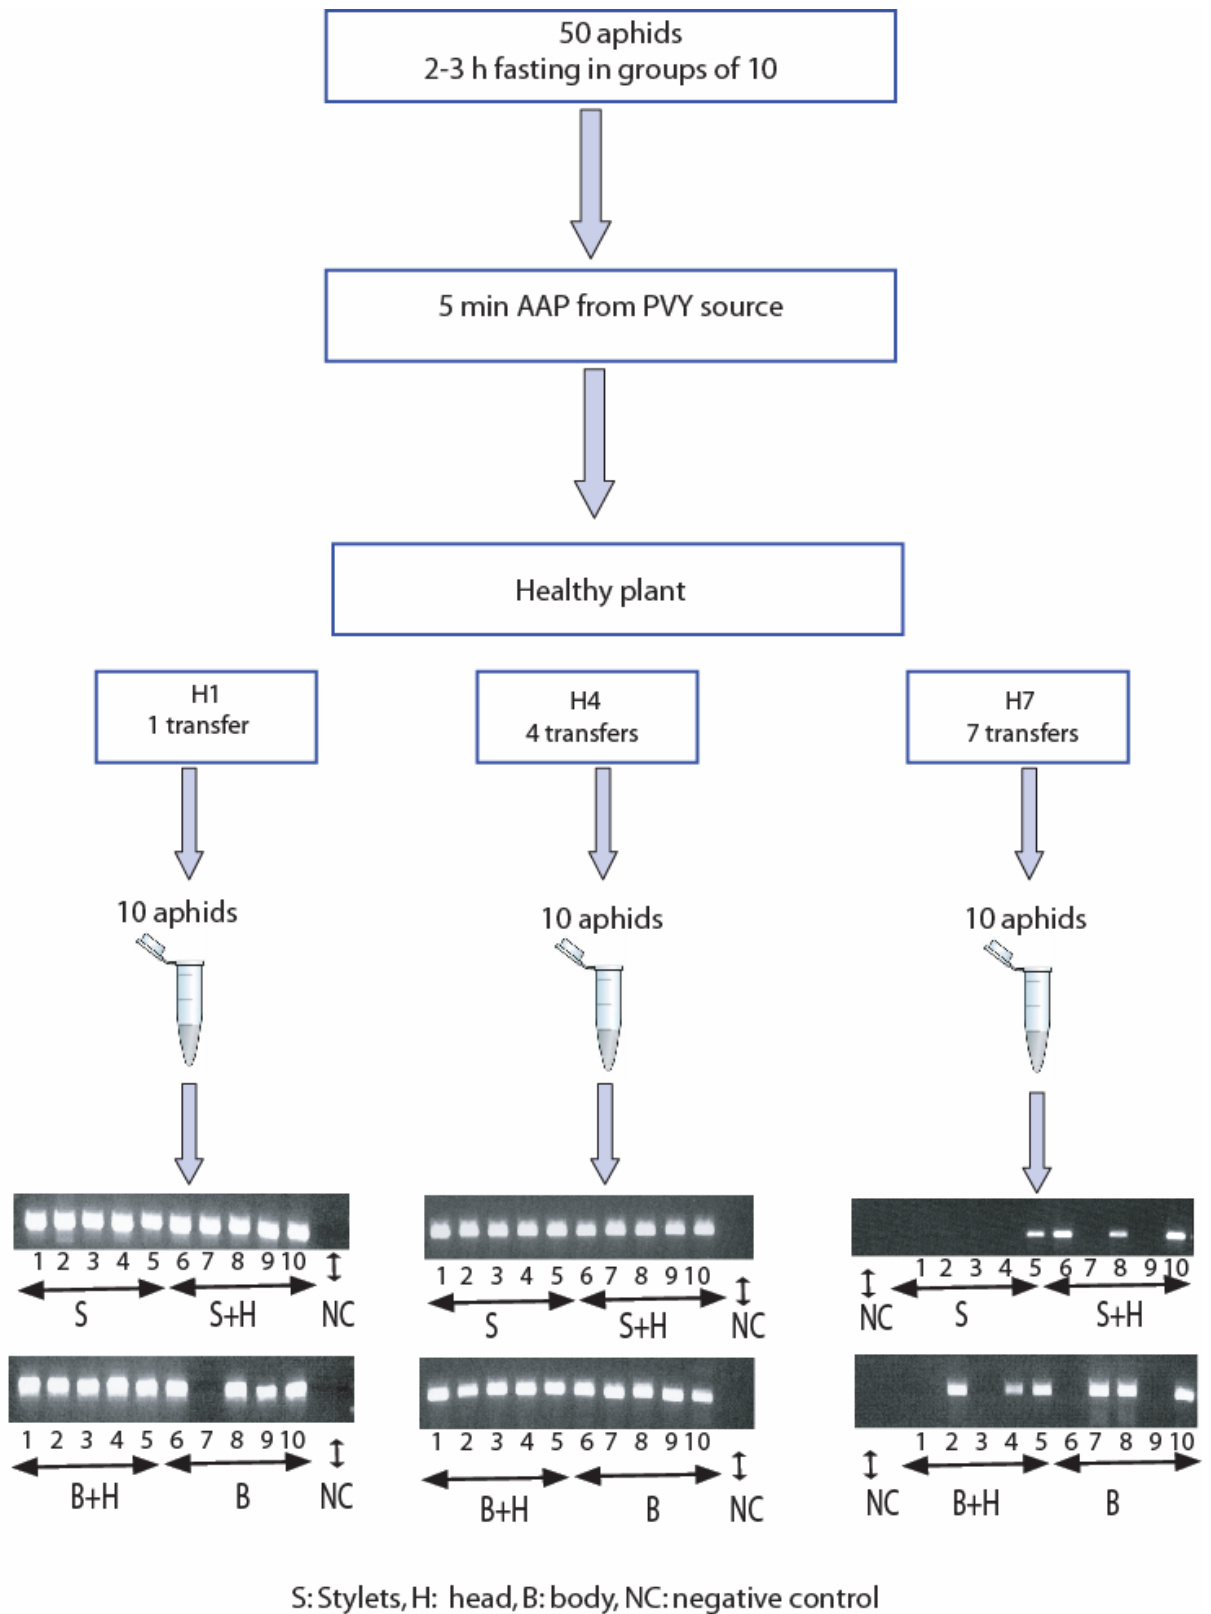 50 aphids
2-3 h fasting in groups of 10
5 min AAP from PVY source
Healthy plant
H1
1 transfer
H4
4 transfers
H7
7 transfers
10 aphids
10 aphids
10 aphids
1 2 3 4 5 6 7 8 9 10
S S+H NC
1 2 3 4 5 6 7 8 9 10
S S+H NC
1 2 3 4 5 6 7 8 9 10
NC S S+H
1 2 3 4 5 6 7 8 9 10
B+H B NC
1 2 3 4 5 6 7 8 9 10
B+H B NC
1 2 3 4 5 6 7 8 9 10
NC B+H B
S: Stylets, H: head, B: body, NC: negative control